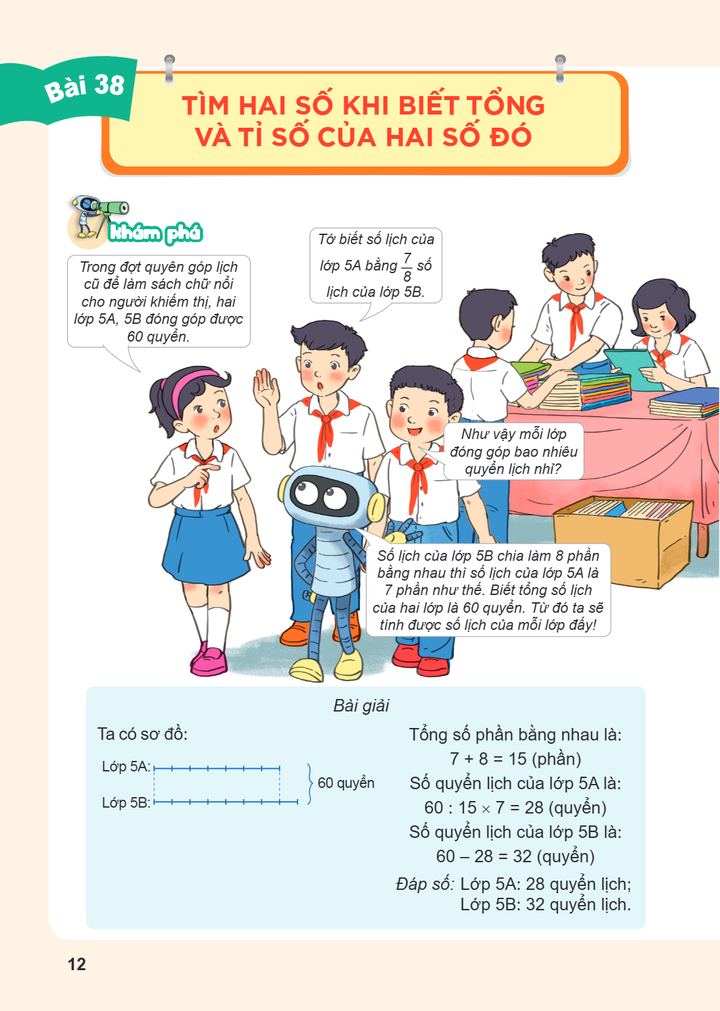 Bài 38
TÌM HAI SỐ KHI BIẾT TỔNG
VÀ TỈ SỐ CỦA HAI SỐ ĐÓ
khám phá
Trong đợt quyên góp lịch
cũ để làm sách chữ nổi
cho người khiếm thị, hai
lớp 5A, 5B đóng góp được
60 quyển.
Tớ biết số lịch của
lớp 5A bằng 7/8 số
lịch của lớp 5B.
Như vậy mỗi lớp
đóng góp bao nhiêu
quyển lịch nhỉ?
Số lịch của lớp 5B chia làm 8 phần
bằng nhau thì số lịch của lớp 5A là
7 phần như thế. Biết tổng số lịch
của hai lớp là 60 quyển. Từ đó ta sẽ
tính được số lịch của mỗi lớp đấy!
Bài giải
Ta có sơ đồ:
Lớp 5A:
60 quyển
Lớp 5B:
Tổng số phần bằng nhau là:
7 + 8 = 15 (phần)
Số quyển lịch của lớp 5A là:
60 : 15 × 7 = 28 (quyển)
Số quyển lịch của lớp 5B là:
60 – 28 = 32 (quyển)
Đáp số: Lớp 5A: 28 quyển lịch;
Lớp 5B: 32 quyển lịch.
12